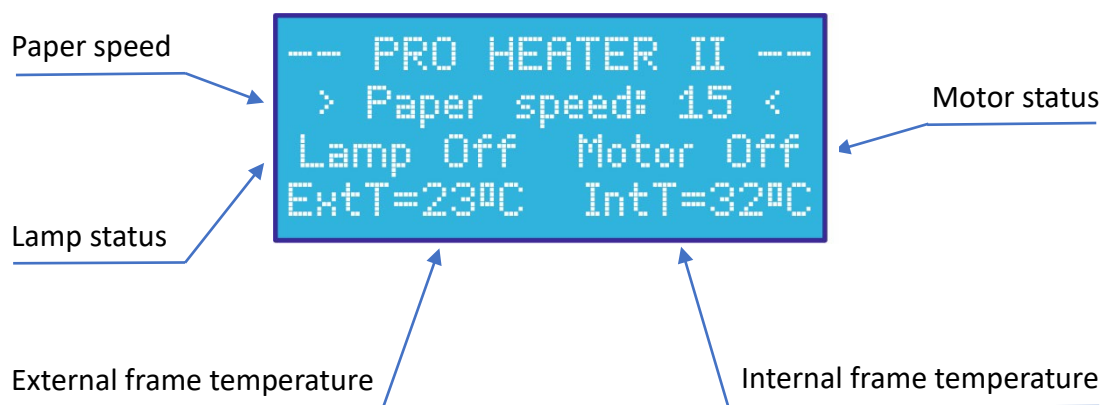 Paper speed
-- PRO HEATER II --
> Paper speed: 15 <
Motor status
Lamp Off Motor Off
ExtT=23ºC IntT=32ºC
Lamp status
External frame temperature
Internal frame temperature